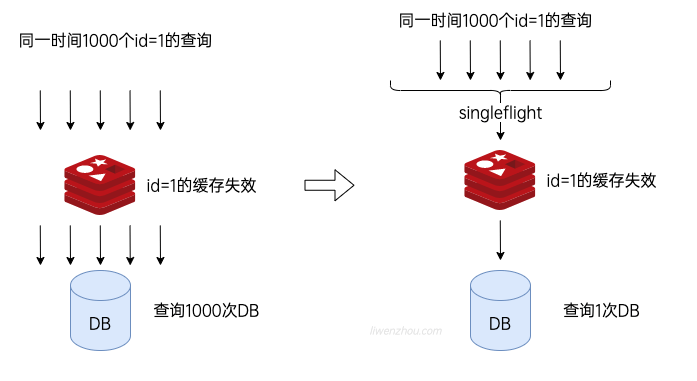 同一时间1000个id=1的查询
id=1的缓存失效
DB
查询1000次DB
同一时间1000个id=1的查询
singleflight
id=1的缓存失效
DB
查询1次DB
liwenzhou.com